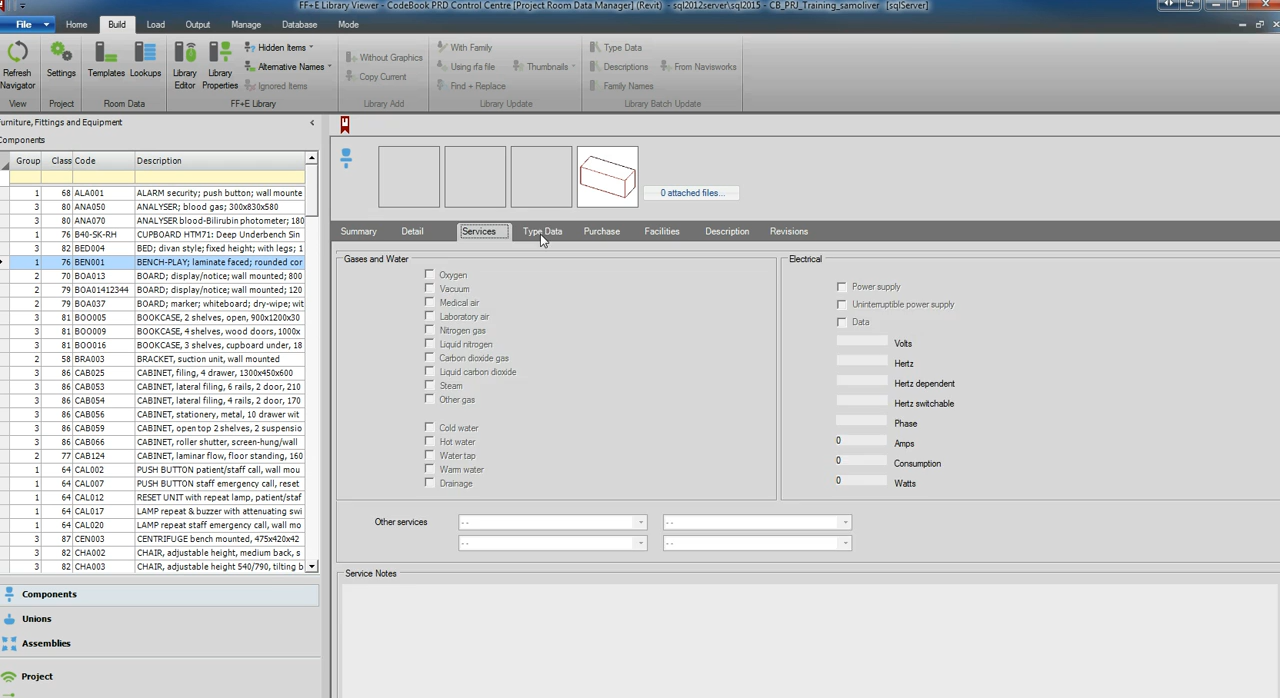 FF+E Library Viewer - CodeBook PRD Control Centre [Project Room Data Manager] (Revit) - sql2012server\sql2015 - CB_PRJ_Training_samoliver [sqlServer]
File Home Build Load Output Manage Database Mode
Refresh Navigator
Settings
Templates
Lookups
Library Editor
Library Properties
Hidden Items
Alternative Names
Ignored Items
Without Graphics
Copy Current
With Family
Using rfa file
Thumbnails
Find + Replace
Type Data
Descriptions
From Navisworks
Family Names
View Project Room Data FF+E Library Library Add Library Update Library Batch Update
Furniture, Fittings and Equipment
Components
Group Class Code Description
1 68 ALA001 ALARM security; push button; wall mounte
3 80 ANA050 ANALYSER; blood gas; 300x830x580
3 80 ANA070 ANALYSER blood-Bilirubin photometer; 180
1 76 B40-SK-RH CUPBOARD HTM71: Deep Underbench Sin
3 82 BED004 BED; divan style; fixed height; with legs; 1
1 76 BEN001 BENCH-PLAY; laminate faced; rounded cor
2 70 BOA013 BOARD; display/notice; wall mounted; 800
2 79 BOA01412344 BOARD; display/notice; wall mounted; 120
2 79 BOA037 BOARD; marker; whiteboard; dry-wipe; wit
3 81 BOO005 BOOKCASE, 2 shelves, open, 900x1200x30
3 81 BOO009 BOOKCASE, 4 shelves, wood doors, 1000x
3 81 BOO016 BOOKCASE, 3 shelves, cupboard under, 18
2 58 BRA003 BRACKET, suction unit, wall mounted
3 86 CAB025 CABINET, filing, 4 drawer, 1300x450x600
3 86 CAB053 CABINET, lateral filing, 6 rails, 2 door, 210
3 86 CAB054 CABINET, lateral filing, 4 rails, 2 door, 160
3 86 CAB056 CABINET, stationery, metal, 10 drawer wit
3 86 CAB059 CABINET, open top 2 shelves, 2 suspensio
3 86 CAB066 CABINET, roller shutter, screen-hung/wall
2 77 CAB124 CABINET, laminar flow, floor standing, 160
1 64 CAL002 PUSH BUTTON patient/staff call, wall mou
1 64 CAL007 PUSH BUTTON staff emergency call, reset
1 64 CAL012 RESET UNIT with repeat lamp, patient/staf
1 64 CAL017 LAMP repeat & buzzer with attenuating swi
1 64 CAL020 LAMP repeat staff emergency call, wall mo
3 87 CEN003 CENTRIFUGE bench mounted, 475x420x42
3 82 CHA002 CHAIR, adjustable height, medium back, s
3 82 CHA003 CHAIR, adjustable height 540/790, tilting b
Components
Unions
Assemblies
Project
0 attached files...
Summary Detail Services Type Data Purchase Facilities Description Revisions
Gases and Water
Oxygen
Vacuum
Medical air
Laboratory air
Nitrogen gas
Liquid nitrogen
Carbon dioxide gas
Liquid carbon dioxide
Steam
Other gas
Cold water
Hot water
Water tap
Warm water
Drainage
Electrical
Power supply
Uninterruptible power supply
Data
Volts
Hertz
Hertz dependent
Hertz switchable
Phase
0 Amps
0 Consumption
0 Watts
Other services -- --
-- --
Service Notes